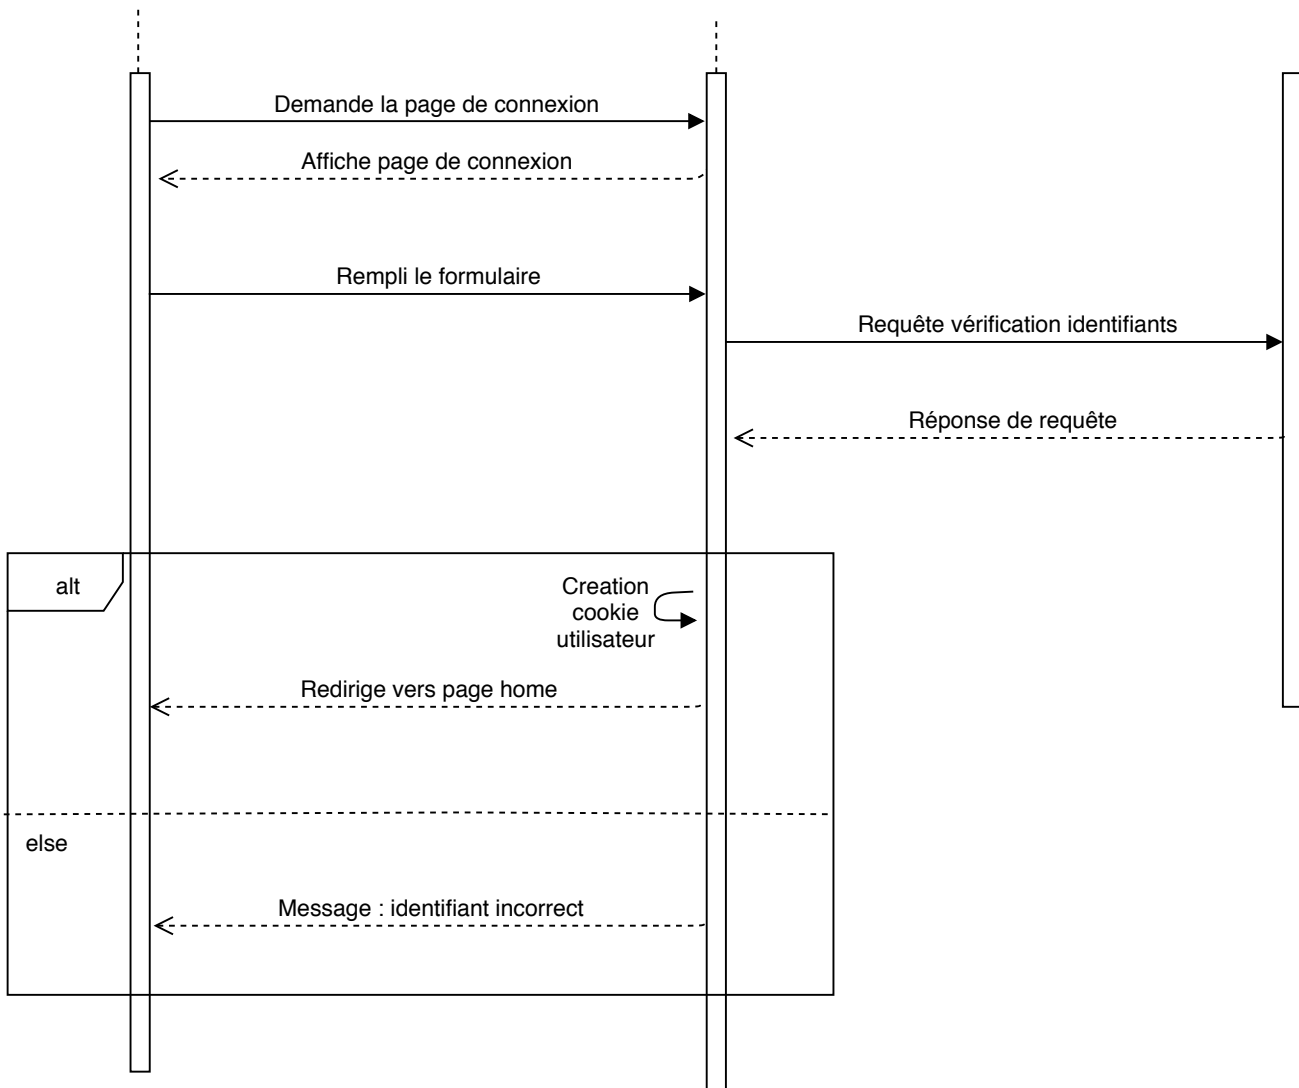 Demande la page de connexion
Affiche page de connexion
Rempli le formulaire
Requête vérification identifiants
Réponse de requête
alt
Creation
cookie
utilisateur
Redirige vers page home
else
Message : identifiant incorrect